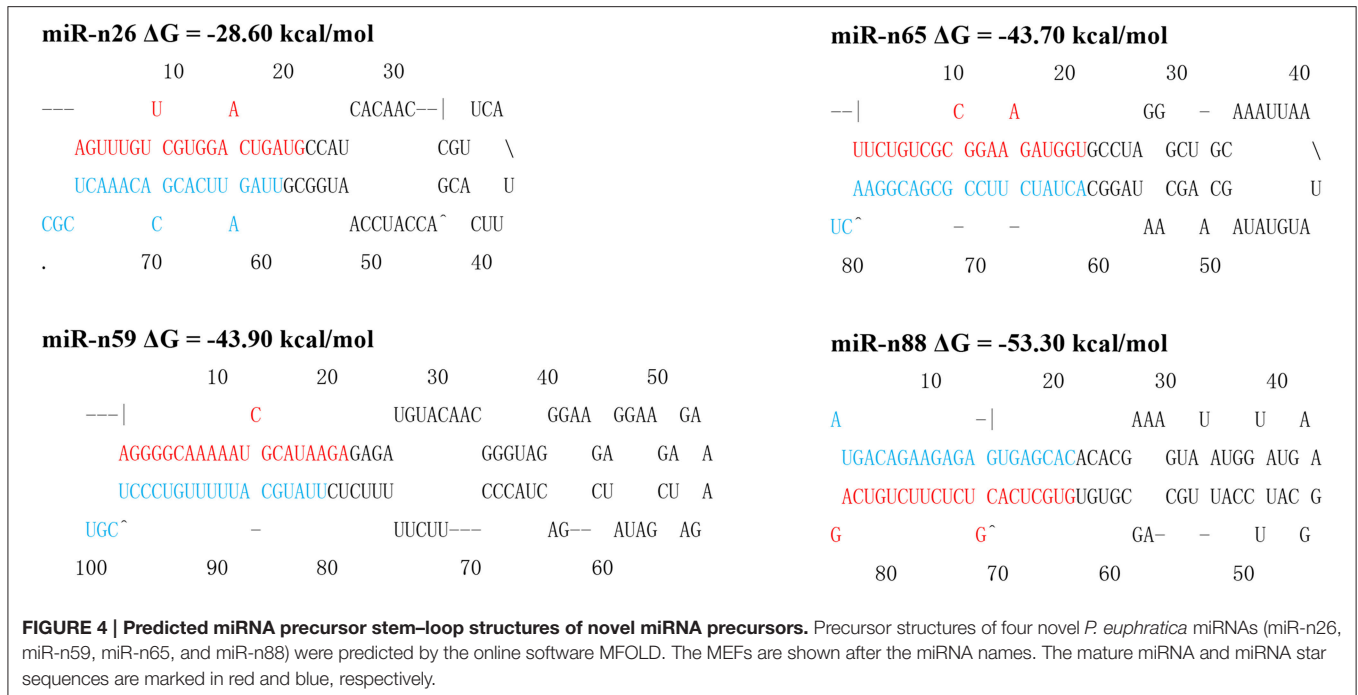 miR-n26 ΔG = -28.60 kcal/mol
10 20 30
--- U A CACAAC--| UCA
AGUUUGU CGUGGA CUGAUGCCAU CGU \
UCAAACA GCACUU GAUUGCGGUA GCA U
CGC C A ACCUACCA^ CUU
. 70 60 50 40
miR-n65 ΔG = -43.70 kcal/mol
10 20 30 40
--| C A GG - AAAUUAA
UUCUGUCGC GGAA GAUGGUGCCUA GCU GC \
AAGGCAGCG CCUU CUAUCACGGAU CGA CG U
UC^ - - AA A AUAUGUA
80 70 60 50
miR-n59 ΔG = -43.90 kcal/mol
10 20 30 40 50
---| C UGUACAAC GGAA GGAA GA
AGGGGCAAAAAU GCAUAAGAGAGA GGGUAG GA GA A
UCCCUGUUUUUA CGUAUUCUCUUU CCCAUC CU CU A
UGC^ - UUCUU--- AG-- AUAG AG
100 90 80 70 60
miR-n88 ΔG = -53.30 kcal/mol
10 20 30 40
A -| AAA U U A
UGACAGAAGAGA GUGAGCACACACG GUA AUGG AUG A
ACUGUCUUCUCU CACUCGUGUGUGC CGU UACC UAC G
G G^ GA- - U G
80 70 60 50
FIGURE 4 | Predicted miRNA precursor stem–loop structures of novel miRNA precursors. Precursor structures of four novel P. euphratica miRNAs (miR-n26,
miR-n59, miR-n65, and miR-n88) were predicted by the online software MFOLD. The MEFs are shown after the miRNA names. The mature miRNA and miRNA star
sequences are marked in red and blue, respectively.